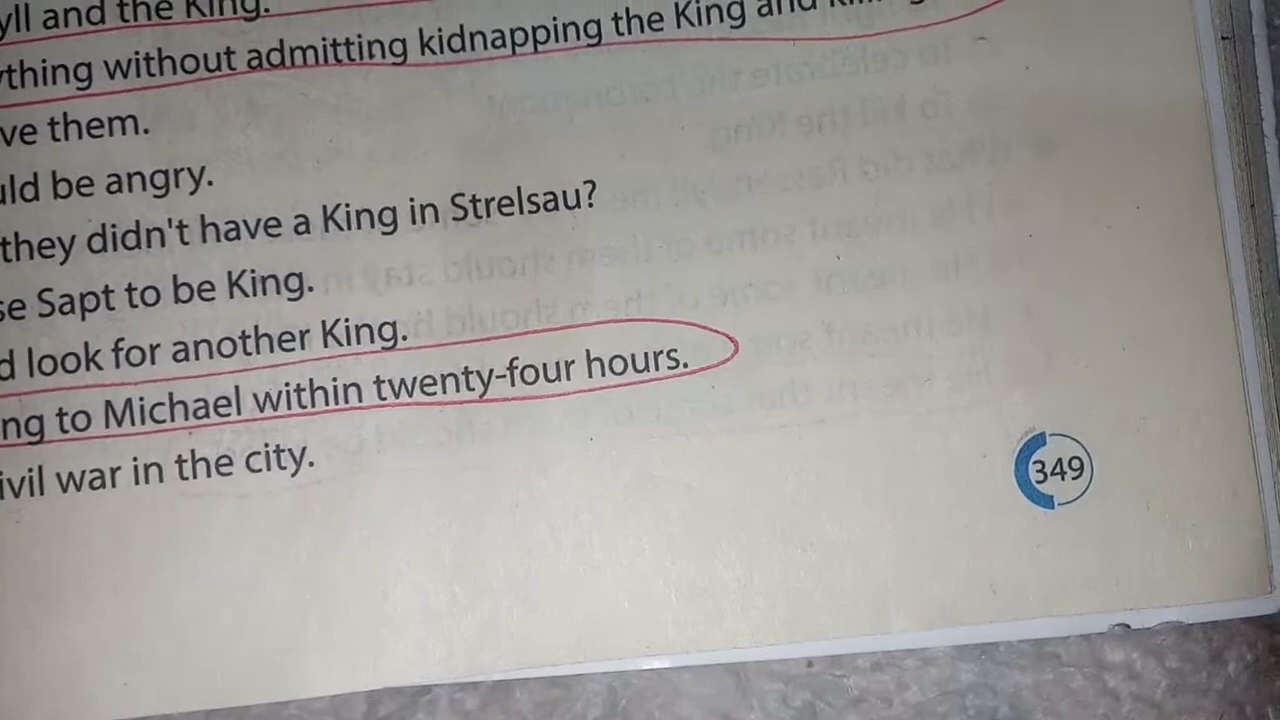 yll and the King.
thing without admitting kidnapping the King and
ve them.
uld be angry.
they didn't have a King in Strelsau?
se Sapt to be King.
d look for another King.
ng to Michael within twenty-four hours.
ivil war in the city.
349